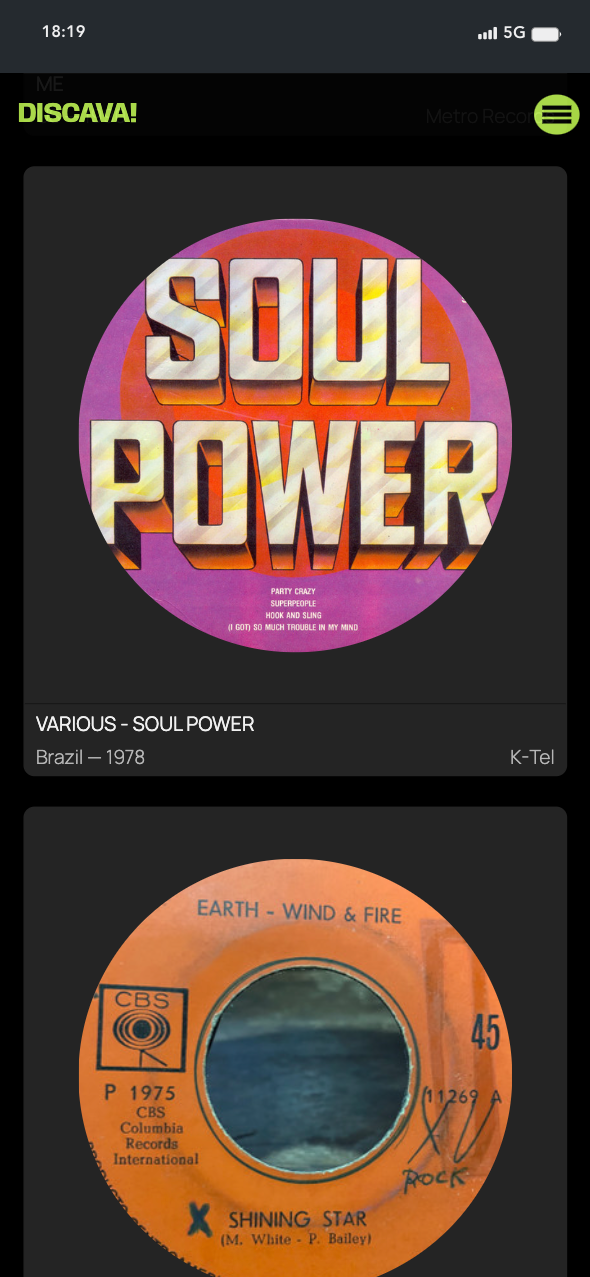 18:19
5G
ME
DISCAVA!
Metro Recor
SOUL
POWER
PARTY CRAZY
SUPERPEOPLE
HOOK AND SLING
(I GOT) SO MUCH TROUBLE IN MY MIND
VARIOUS - SOUL POWER
Brazil — 1978
K-Tel
EARTH - WIND & FIRE
CBS
45
P 1975
11269 A
CBS
Columbia
Records
International
ROCK
X SHINING STAR
(M. White - P. Bailey)